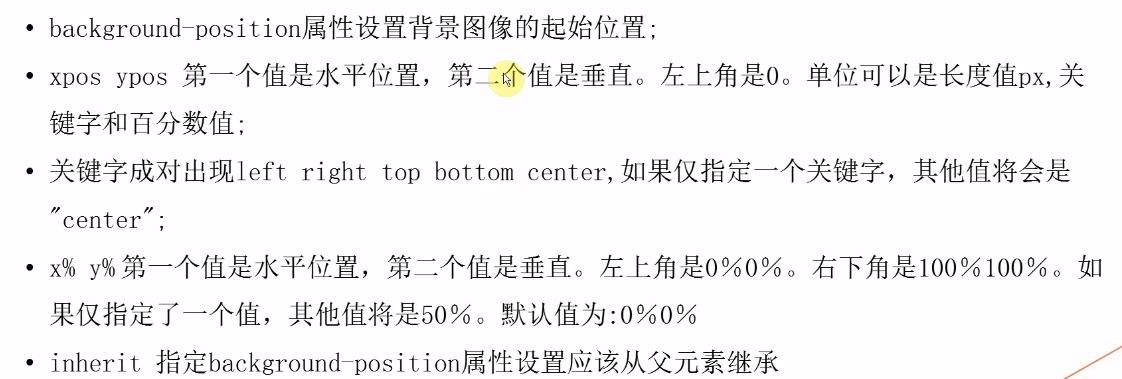 • background-position属性设置背景图像的起始位置;
• xpos ypos 第一个值是水平位置，第二个值是垂直。左上角是0。单位可以是长度值px,关
键字和百分数值;
• 关键字成对出现left right top bottom center,如果仅指定一个关键字，其他值将会是
"center";
• x% y%第一个值是水平位置，第二个值是垂直。左上角是0％0％。右下角是100％100％。如
果仅指定了一个值，其他值将是50％。默认值为:0％0％
• inherit 指定background-position属性设置应该从父元素继承